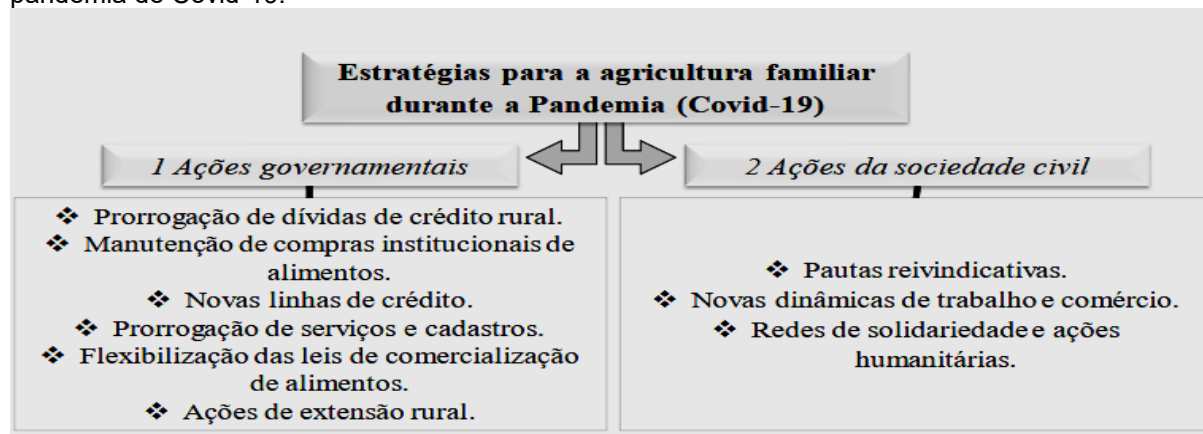 pandemia de Covid-19.
Estratégias para a agricultura familiar
durante a Pandemia (Covid-19)
1 Ações governamentais
2 Ações da sociedade civil
❖ Prorrogação de dívidas de crédito rural.
❖ Manutenção de compras institucionais de
alimentos.
❖ Novas linhas de crédito.
❖ Prorrogação de serviços e cadastros.
❖ Flexibilização das leis de comercialização
de alimentos.
❖ Ações de extensão rural.
❖ Pautas reivindicativas.
❖ Novas dinâmicas de trabalho e comércio.
❖ Redes de solidariedade e ações
humanitárias.